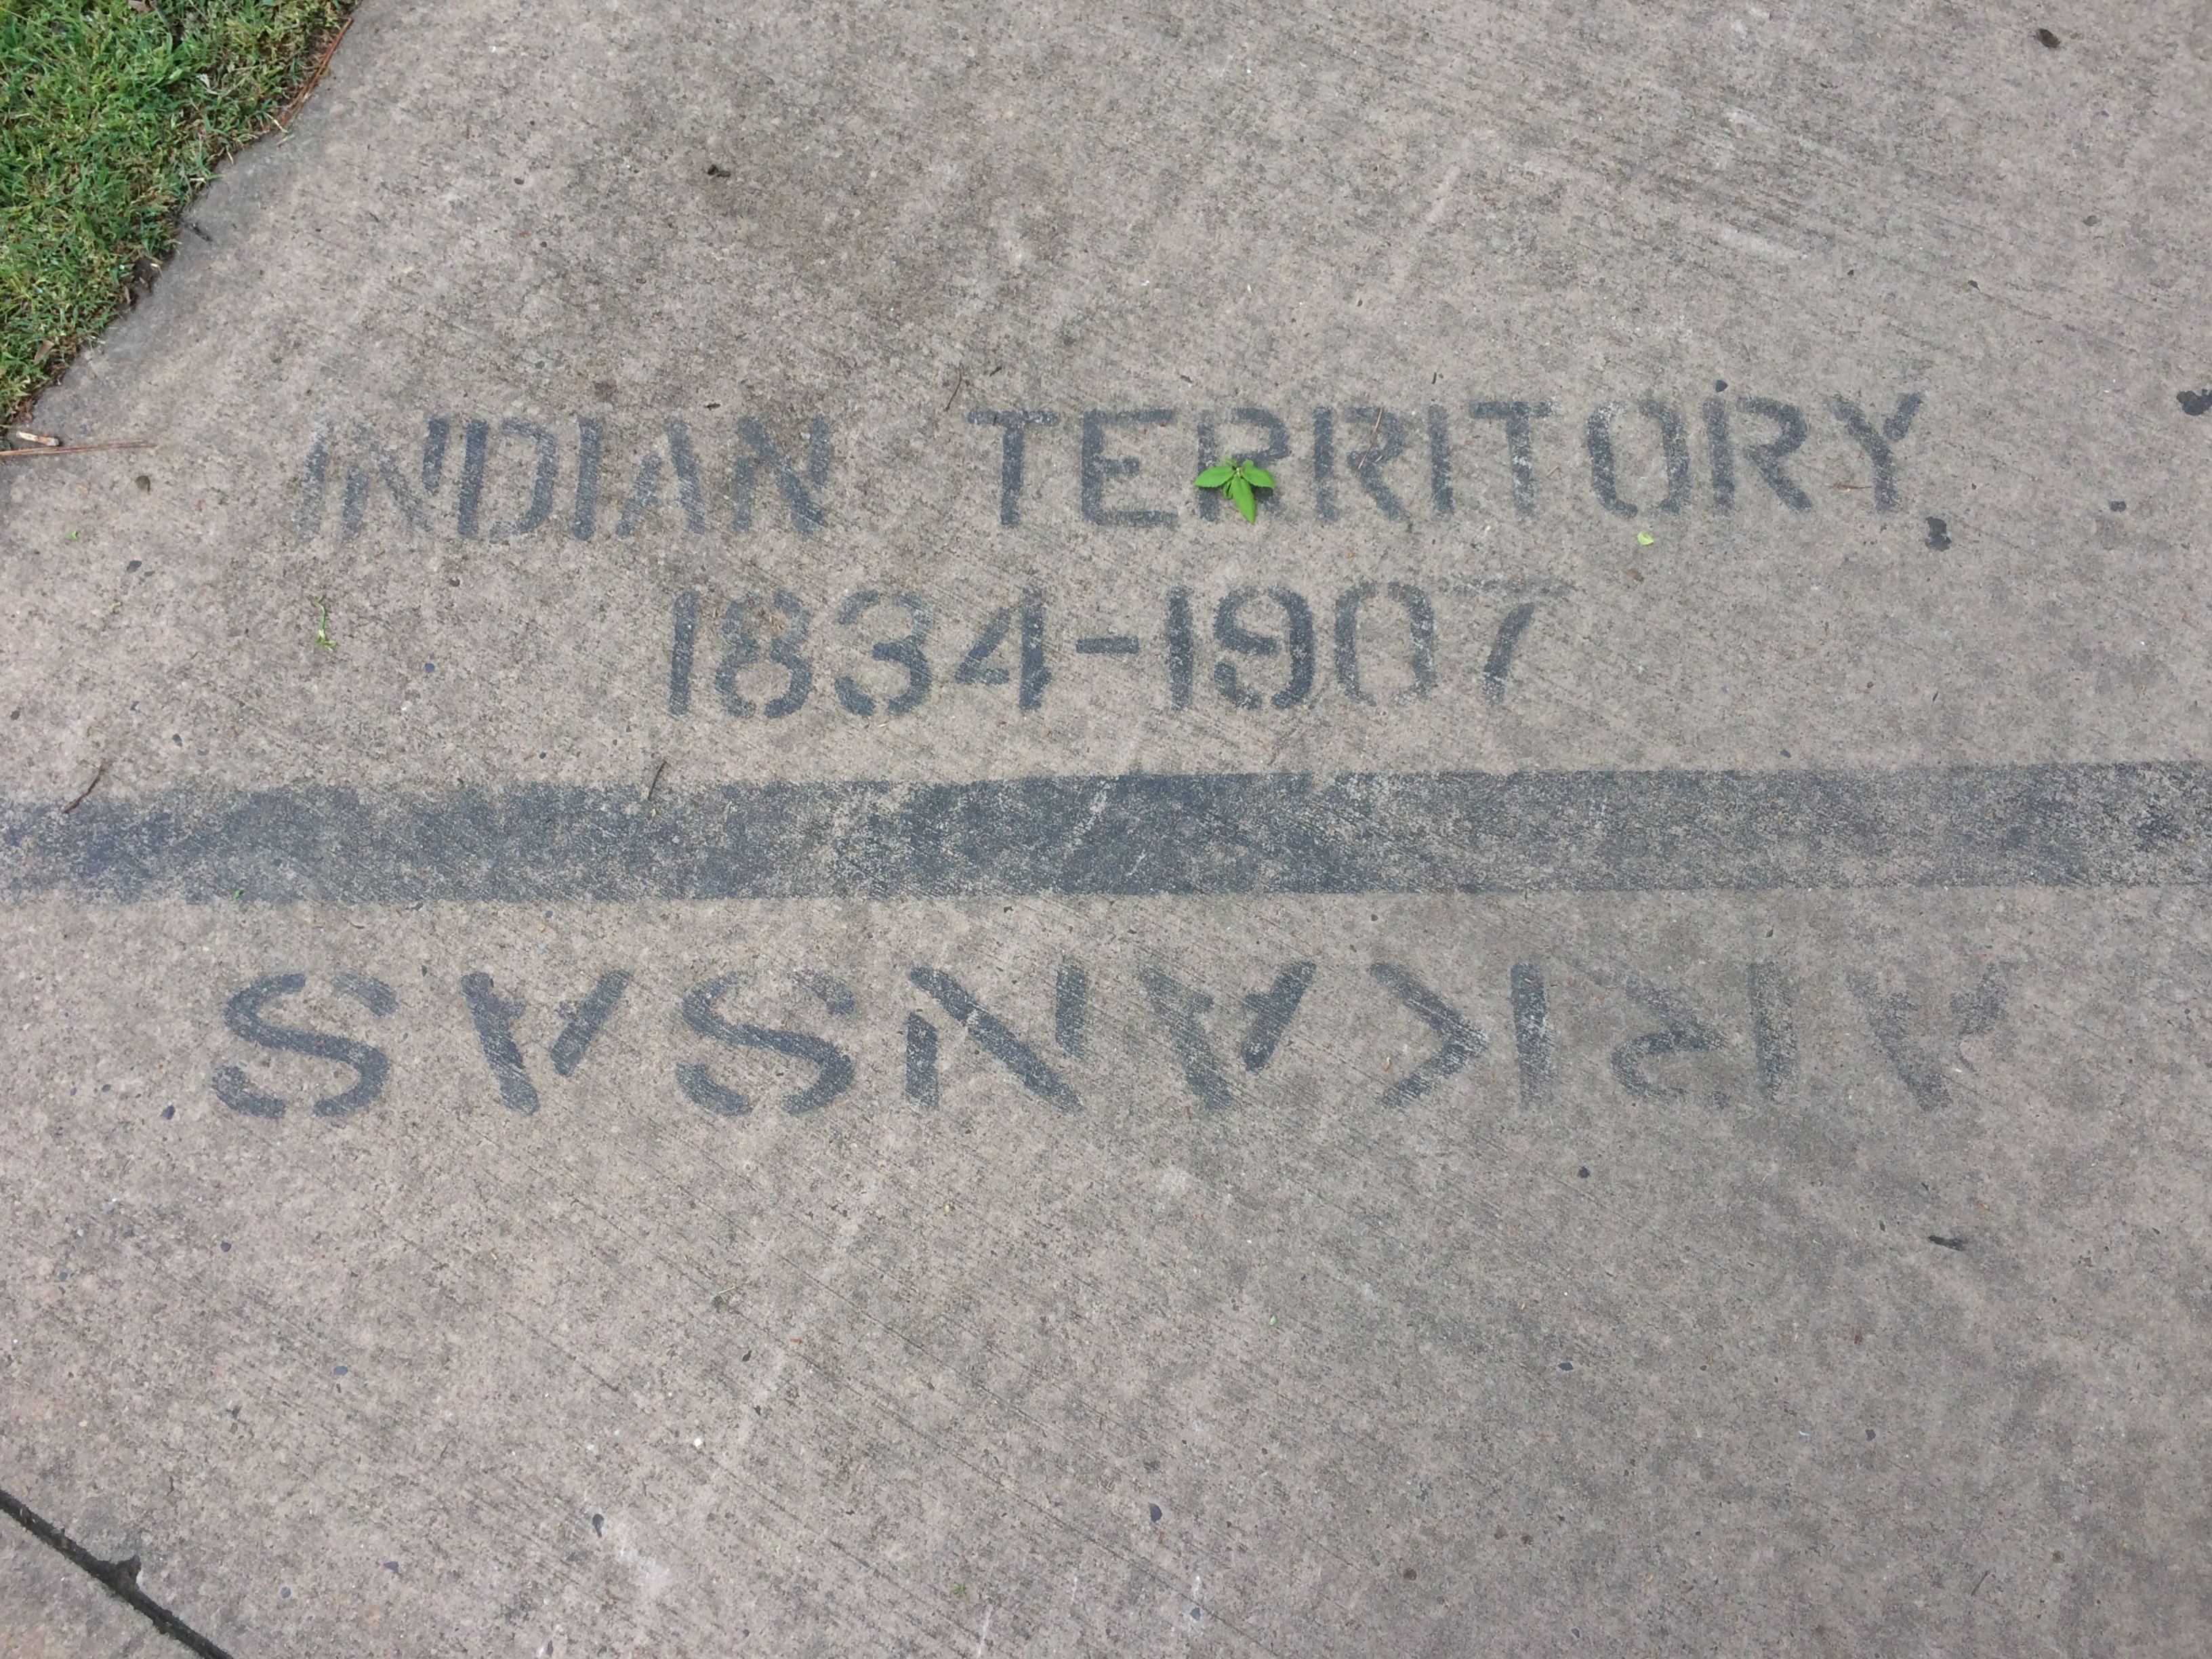 INDIAN TERRITORY
1834-1907
ARKANSAS